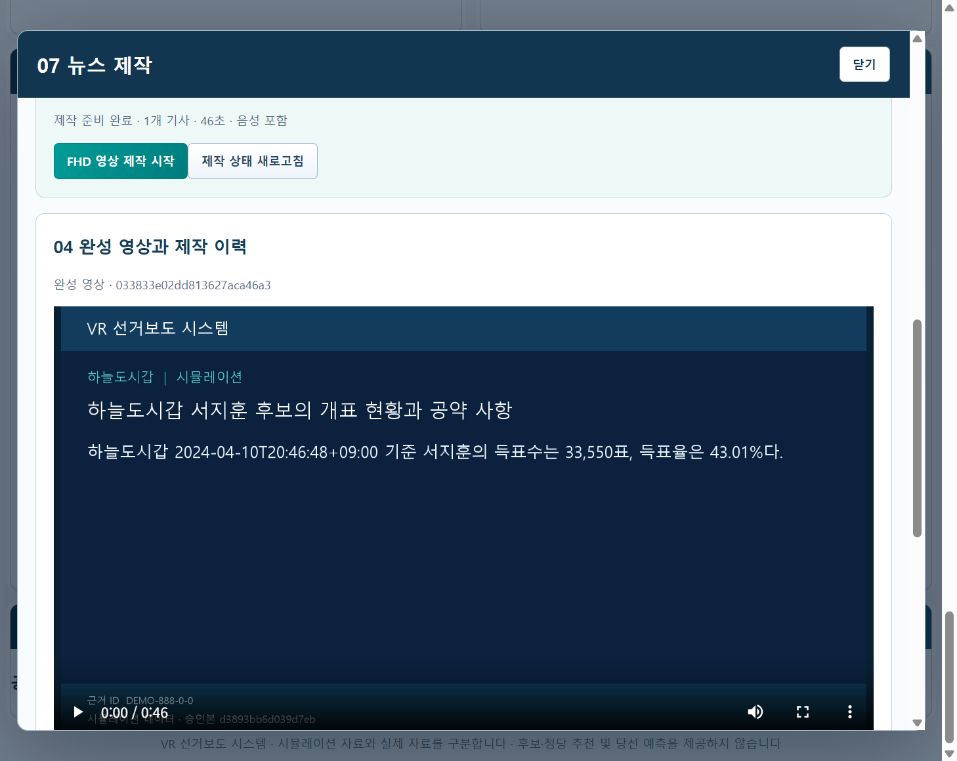 07 뉴스 제작
닫기
제작 준비 완료 · 1개 기사 · 46초 · 음성 포함
FHD 영상 제작 시작
제작 상태 새로고침
04 완성 영상과 제작 이력
완성 영상 · 033833e02dd813627aca46a3
VR 선거보도 시스템
하늘도시갑 | 시뮬레이션
하늘도시갑 서지훈 후보의 개표 현황과 공약 사항
하늘도시갑 2024-04-10T20:46:48+09:00 기준 서지훈의 득표수는 33,550표, 득표율은 43.01%다.
근거 ID DEMO-888-0-0
시뮬레이션 데이터 · 승인본 d3893bb6d039d7eb
0:00 / 0:46
VR 선거보도 시스템 · 시뮬레이션 자료와 실제 자료를 구분합니다 · 후보·정당 추천 및 당선 예측을 제공하지 않습니다